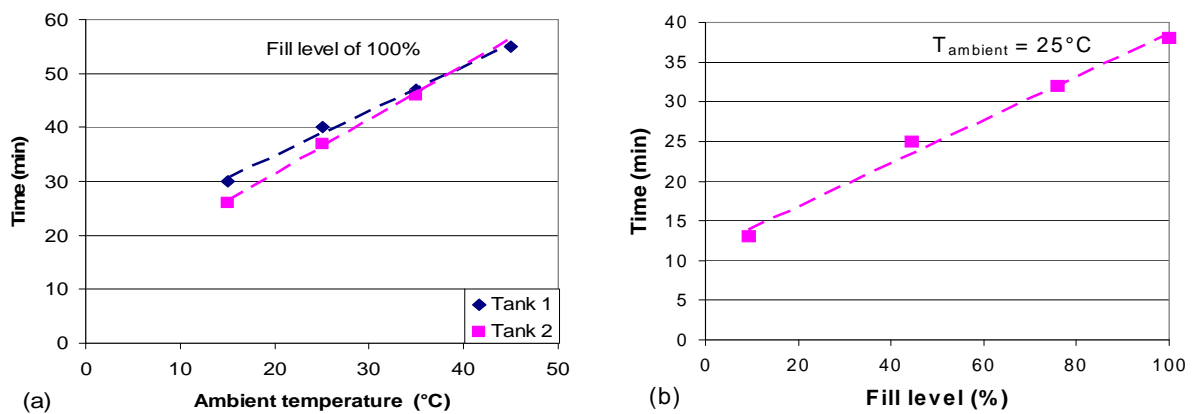 60
50
40
30
20
10
0
Time (min)
Fill level of 100%
Tank 1
Tank 2
0 10 20 30 40 50
(a) Ambient temperature (°C)
40
35
30
25
20
15
10
5
0
Time (min)
Tambient = 25°C
0 20 40 60 80 100
(b) Fill level (%)